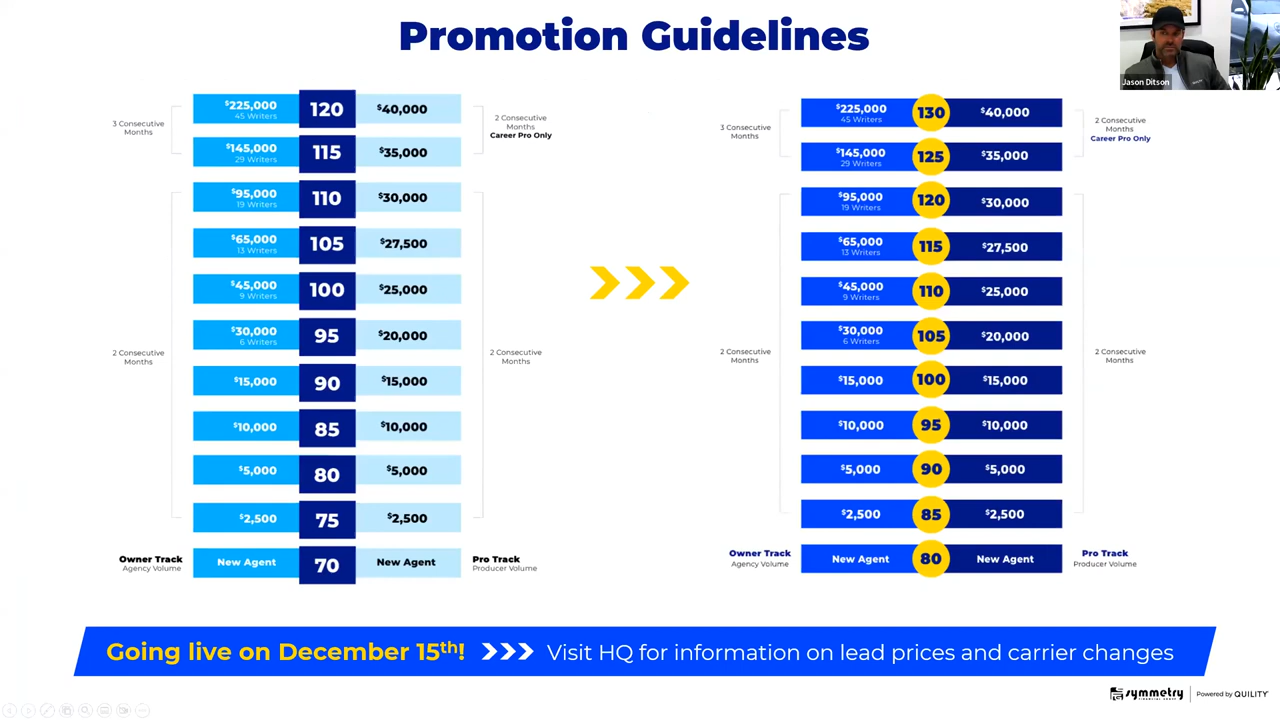 Promotion Guidelines
Jason Ditson
3 Consecutive
Months
$225,000
45 Writers
120
$40,000
2 Consecutive
Months
Career Pro Only
$145,000
29 Writers
115
$35,000
$95,000
19 Writers
110
$30,000
$65,000
13 Writers
105
$27,500
$45,000
9 Writers
100
$25,000
$30,000
6 Writers
95
$20,000
2 Consecutive
Months
2 Consecutive
Months
$15,000
90
$15,000
$10,000
85
$10,000
$5,000
80
$5,000
$2,500
75
$2,500
Owner Track
Agency Volume
New Agent
70
New Agent
Pro Track
Producer Volume
3 Consecutive
Months
$225,000
45 Writers
130
$40,000
2 Consecutive
Months
Career Pro Only
$145,000
29 Writers
125
$35,000
$95,000
19 Writers
120
$30,000
$65,000
13 Writers
115
$27,500
$45,000
9 Writers
110
$25,000
$30,000
6 Writers
105
$20,000
2 Consecutive
Months
2 Consecutive
Months
$15,000
100
$15,000
$10,000
95
$10,000
$5,000
90
$5,000
$2,500
85
$2,500
Owner Track
Agency Volume
New Agent
80
New Agent
Pro Track
Producer Volume
Going live on December 15th! Visit HQ for information on lead prices and carrier changes
symmetry
FINANCIAL GROUP
Powered by QUILITY